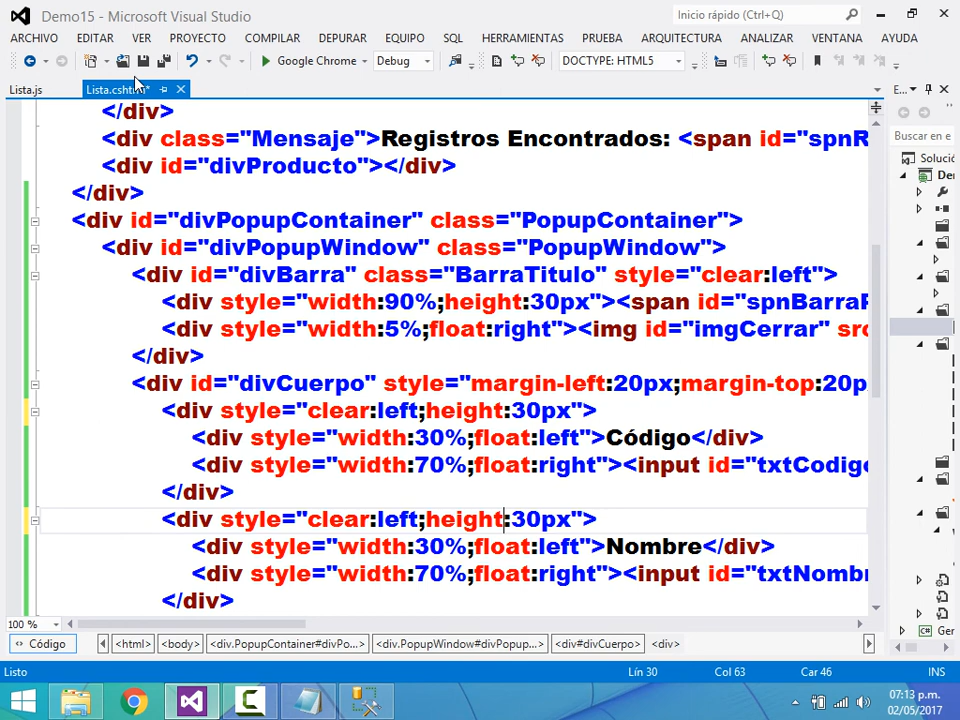 Demo15 - Microsoft Visual Studio
Inicio rápido (Ctrl+Q)
ARCHIVO EDITAR VER PROYECTO COMPILAR DEPURAR EQUIPO SQL HERRAMIENTAS PRUEBA ARQUITECTURA ANALIZAR VENTANA AYUDA
Google Chrome Debug DOCTYPE: HTML5
Lista.js Lista.cshtml* E...
Buscar en e
</div>
<div class="Mensaje">Registros Encontrados: <span id="spnR
<div id="divProducto"></div>
</div>
<div id="divPopupContainer" class="PopupContainer">
<div id="divPopupWindow" class="PopupWindow">
<div id="divBarra" class="BarraTitulo" style="clear:left">
<div style="width:90%;height:30px"><span id="spnBarraP
<div style="width:5%;float:right"><img id="imgCerrar" src
</div>
<div id="divCuerpo" style="margin-left:20px;margin-top:20p
<div style="clear:left;height:30px">
<div style="width:30%;float:left">Código</div>
<div style="width:70%;float:right"><input id="txtCodigo
</div>
<div style="clear:left;height:30px">
<div style="width:30%;float:left">Nombre</div>
<div style="width:70%;float:right"><input id="txtNombr
</div>
Solució
De
Ger
100 %
Código <html> <body> <div.PopupContainer#divPo...> <div.PopupWindow#divPopup...> <div#divCuerpo> <div>
Listo Lín 30 Col 63 Car 46 INS
07:13 p.m.
02/05/2017